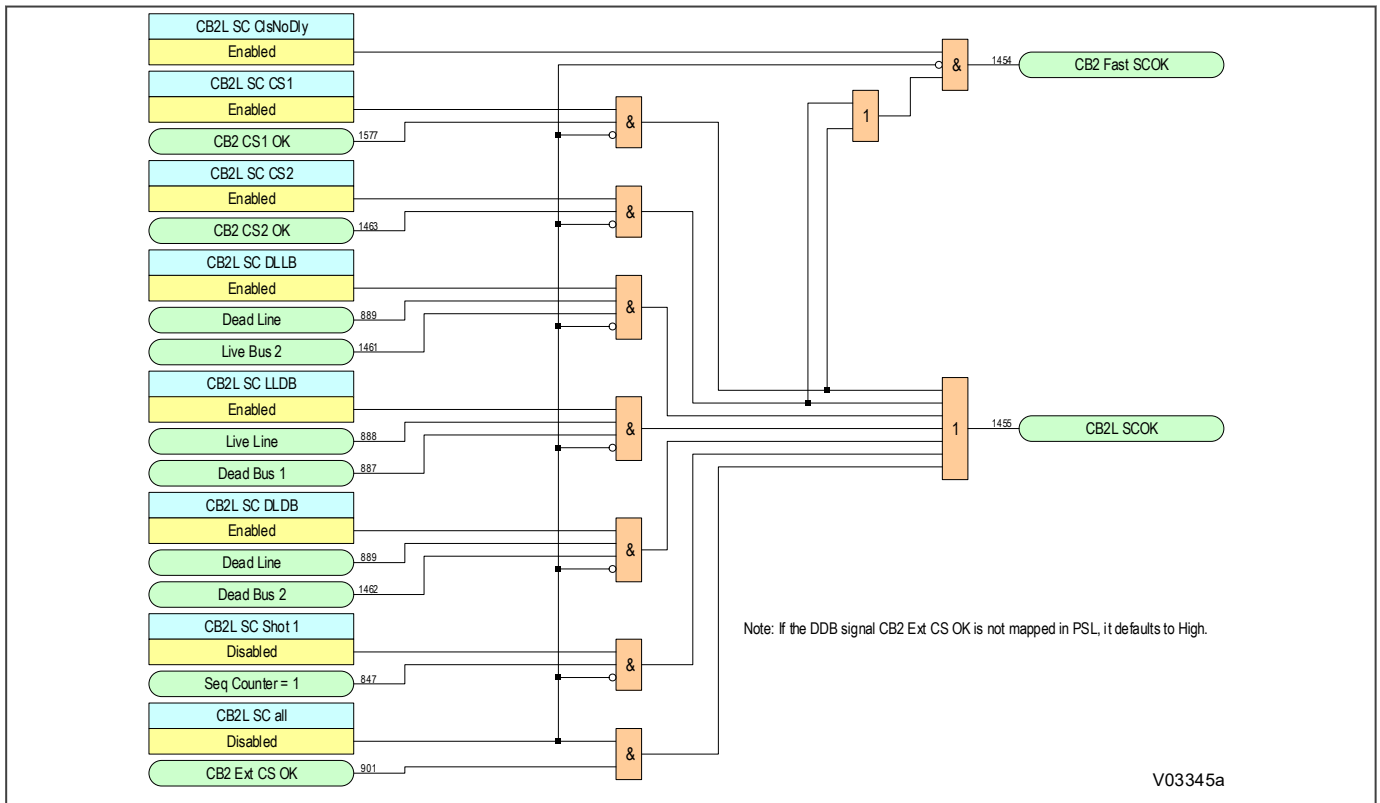 CB2L SC ClsNoDly
Enabled
CB2L SC CS1
Enabled
CB2 CS1 OK
1577
CB2L SC CS2
Enabled
CB2 CS2 OK
1463
CB2L SC DLLB
Enabled
Dead Line
889
Live Bus 2
1461
CB2L SC LLDB
Enabled
Live Line
888
Dead Bus 1
887
CB2L SC DLDB
Enabled
Dead Line
889
Dead Bus 2
1462
CB2L SC Shot 1
Disabled
Seq Counter = 1
847
CB2L SC all
Disabled
CB2 Ext CS OK
901
&
&
&
&
&
&
&
&
1
1
1454
CB2 Fast SCOK
1455
CB2L SCOK
Note: If the DDB signal CB2 Ext CS OK is not mapped in PSL, it defaults to High.
V03345a